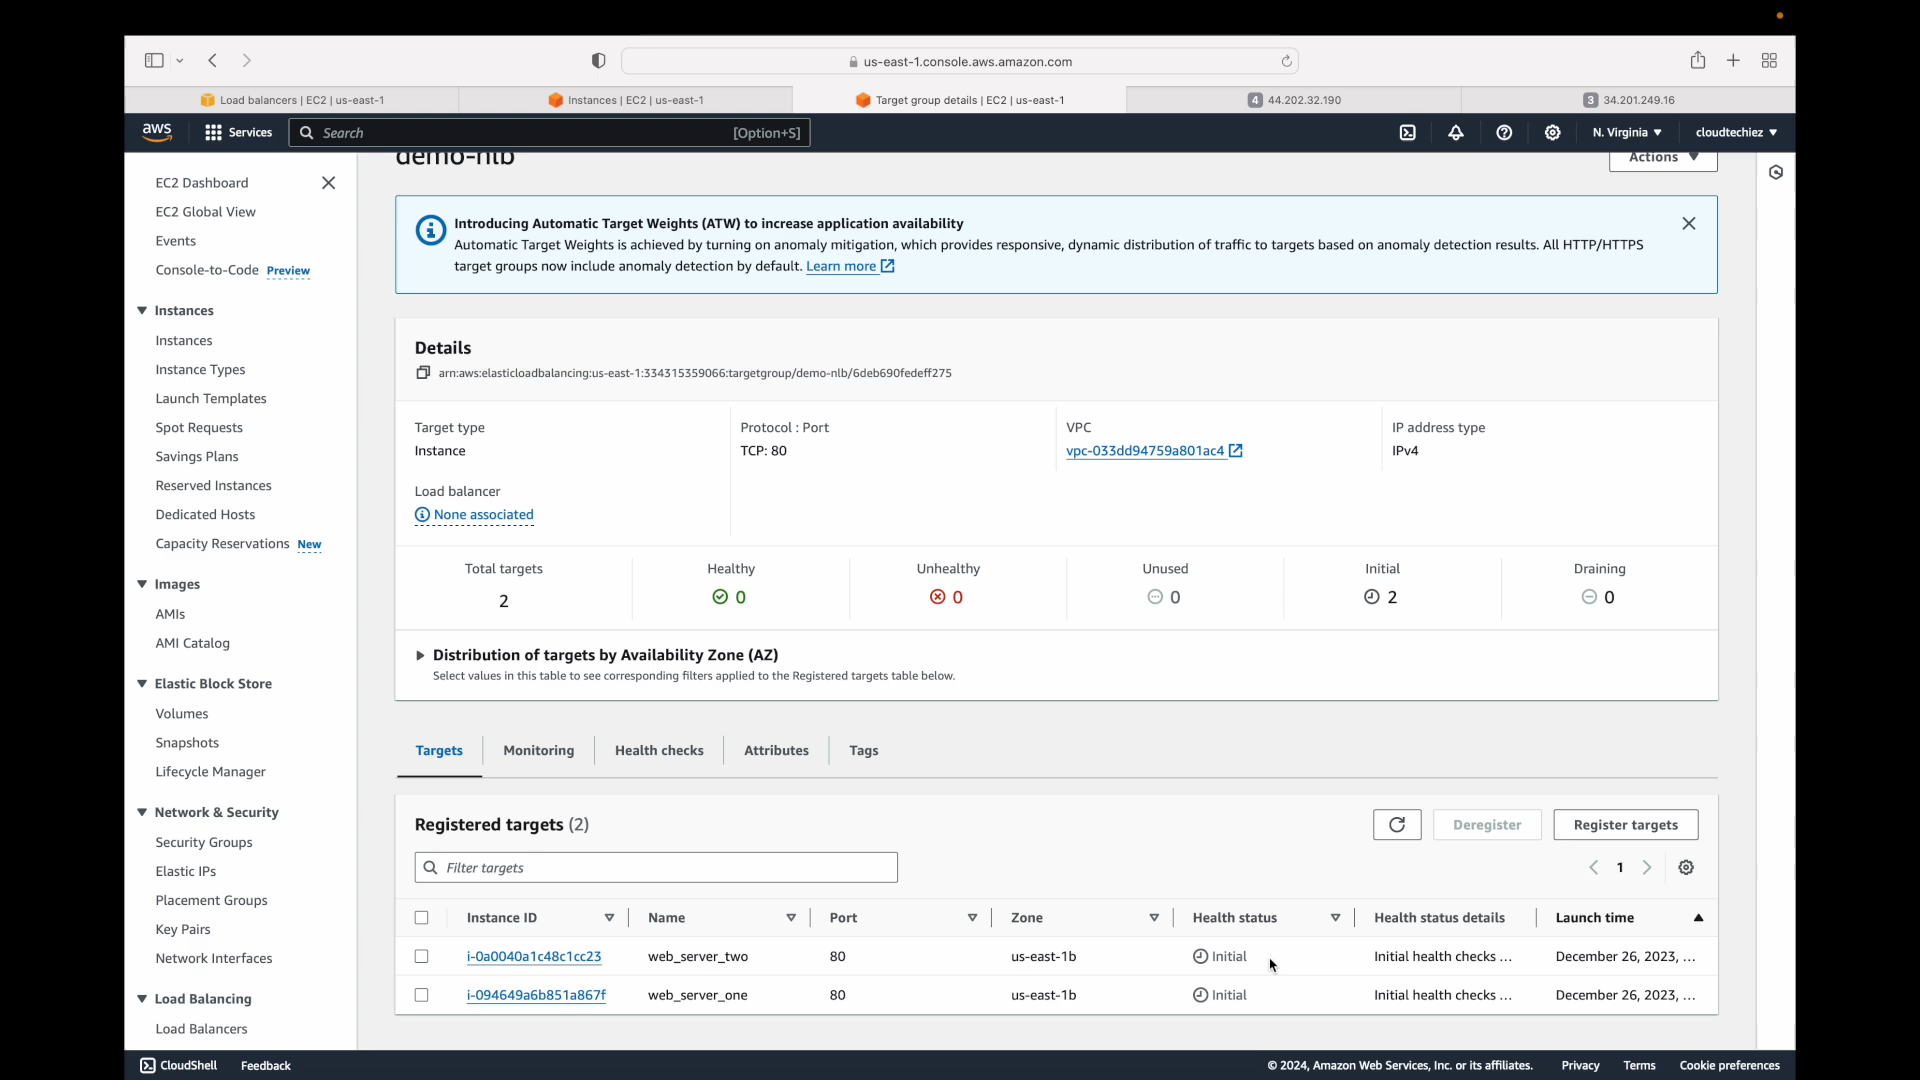 us-east-1.console.aws.amazon.com
Load balancers | EC2 | us-east-1
Instances | EC2 | us-east-1
Target group details | EC2 | us-east-1
4 44.202.32.190
3 34.201.249.16
aws
Services
Search
[Option+S]
N. Virginia
cloudtechiez
EC2 Dashboard
EC2 Global View
Events
Console-to-Code Preview
Instances
Instances
Instance Types
Launch Templates
Spot Requests
Savings Plans
Reserved Instances
Dedicated Hosts
Capacity Reservations New
Images
AMIs
AMI Catalog
Elastic Block Store
Volumes
Snapshots
Lifecycle Manager
Network & Security
Security Groups
Elastic IPs
Placement Groups
Key Pairs
Network Interfaces
Load Balancing
Load Balancers
demo-nlb
Actions
Introducing Automatic Target Weights (ATW) to increase application availability
Automatic Target Weights is achieved by turning on anomaly mitigation, which provides responsive, dynamic distribution of traffic to targets based on anomaly detection results. All HTTP/HTTPS
target groups now include anomaly detection by default. Learn more
Details
arn:aws:elasticloadbalancing:us-east-1:334315359066:targetgroup/demo-nlb/6deb690fedeff275
Target type
Instance
Protocol : Port
TCP: 80
VPC
vpc-033dd94759a801ac4
IP address type
IPv4
Load balancer
None associated
Total targets
2
Healthy
0
Unhealthy
0
Unused
0
Initial
2
Draining
0
Distribution of targets by Availability Zone (AZ)
Select values in this table to see corresponding filters applied to the Registered targets table below.
Targets
Monitoring
Health checks
Attributes
Tags
Registered targets (2)
Deregister
Register targets
Filter targets
1
Instance ID Name Port Zone Health status Health status details Launch time
i-0a0040a1c48c1cc23 web_server_two 80 us-east-1b Initial Initial health checks ... December 26, 2023, ...
i-094649a6b851a867f web_server_one 80 us-east-1b Initial Initial health checks ... December 26, 2023, ...
CloudShell
Feedback
© 2024, Amazon Web Services, Inc. or its affiliates.
Privacy
Terms
Cookie preferences